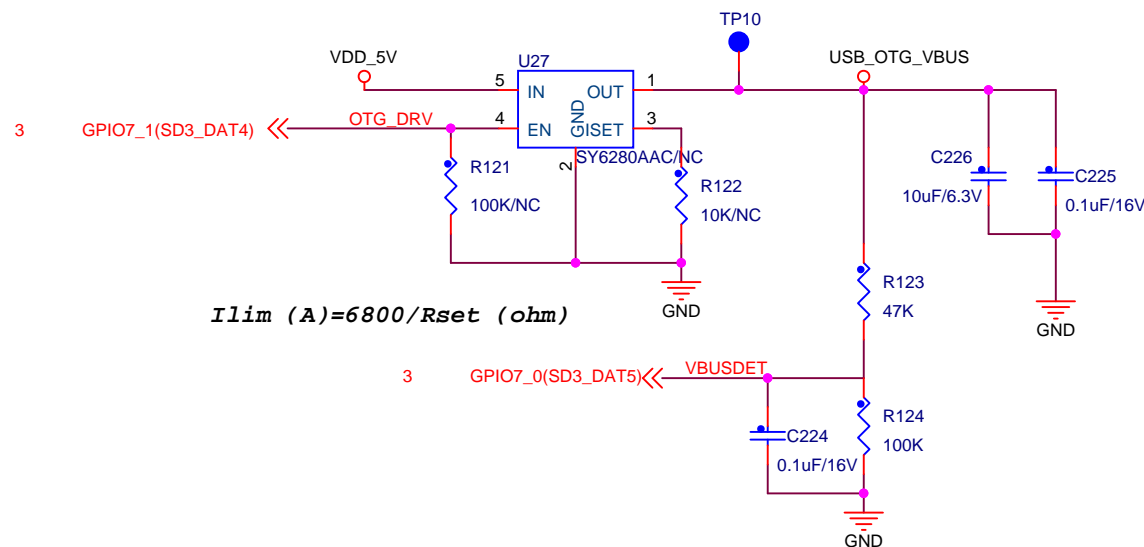 TP10
VDD_5V
U27
USB_OTG_VBUS
5
IN
OUT
1
3
GPIO7_1(SD3_DAT4)
OTG_DRV
4
EN
GND
ISET
3
2
SY6280AAC/NC
R121
100K/NC
R122
10K/NC
C226
10uF/6.3V
C225
0.1uF/16V
GND
Ilim (A)=6800/Rset (ohm)
R123
47K
GND
3
GPIO7_0(SD3_DAT5)
VBUSDET
C224
0.1uF/16V
R124
100K
GND